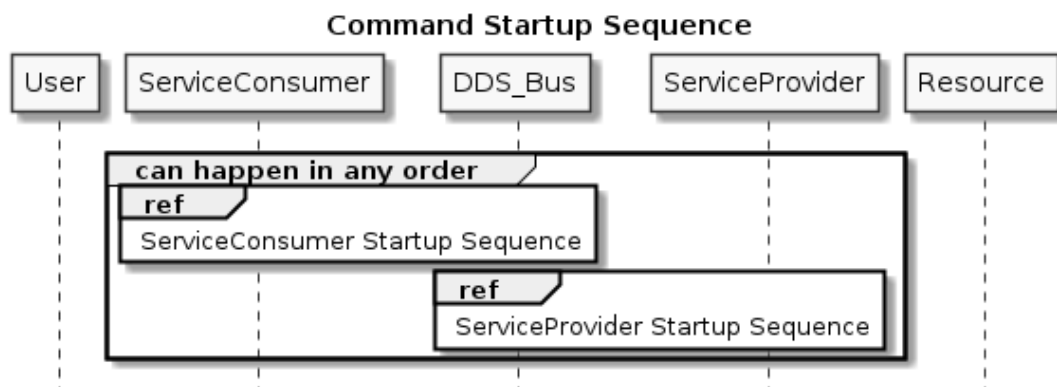 Command Startup Sequence
User ServiceConsumer DDS_Bus ServiceProvider Resource
can happen in any order
ref
ServiceConsumer Startup Sequence
ref
ServiceProvider Startup Sequence